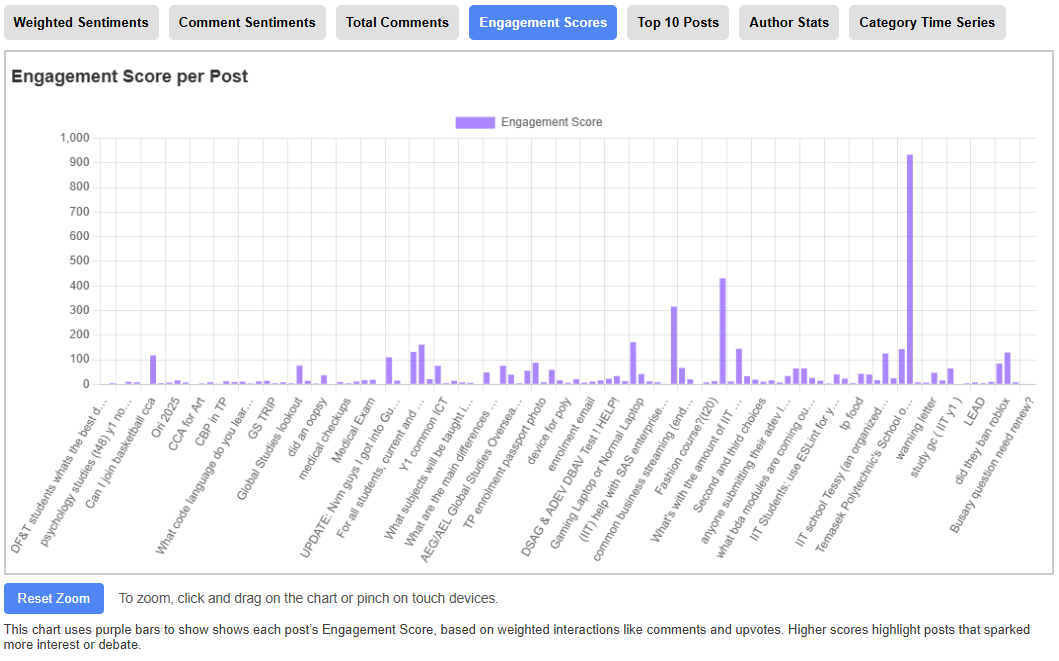 Weighted Sentiments
Comment Sentiments
Total Comments
Engagement Scores
Top 10 Posts
Author Stats
Category Time Series
Engagement Score per Post
Engagement Score
1,000
900
800
700
600
500
400
300
200
100
0
DF&T students whats the best d...
psychology studies (t48) y1 no...
Can I join basketball cca
Ori 2025
CCA for Art
CBP in TP
What code language do you lear...
GS TRIP
Global Studies lookout
did an oopsy
medical checkups
Medical Exam
UPDATE: Nvm guys I got into Gu...
For all students, current and ...
Y1 common ICT
What subjects will be taught i...
What are the main differences ...
AEG/AEL Global Studies Oversea...
TP enrolment passport photo
device for poly
enrolment email
DSAG & ADEV DBAV Test ! HELP!
Gaming Laptop or Normal Laptop
(IIT) help with SAS enterprise...
common business streaming (end...
Fashion course?(t20)
What's with the amount of IIT ...
Second and third choices
anyone submitting their adev l...
what bda modules are coming ou...
IIT Students: use ESLint for y...
tp food
IIT school Tessy (an organized...
Temasek Polytechnic's School o...
warning letter
study gc ( IIT y1 )
LEAD
did they ban roblox
Busary question need renew?
Reset Zoom
To zoom, click and drag on the chart or pinch on touch devices.
This chart uses purple bars to show shows each post's Engagement Score, based on weighted interactions like comments and upvotes. Higher scores highlight posts that sparked
more interest or debate.